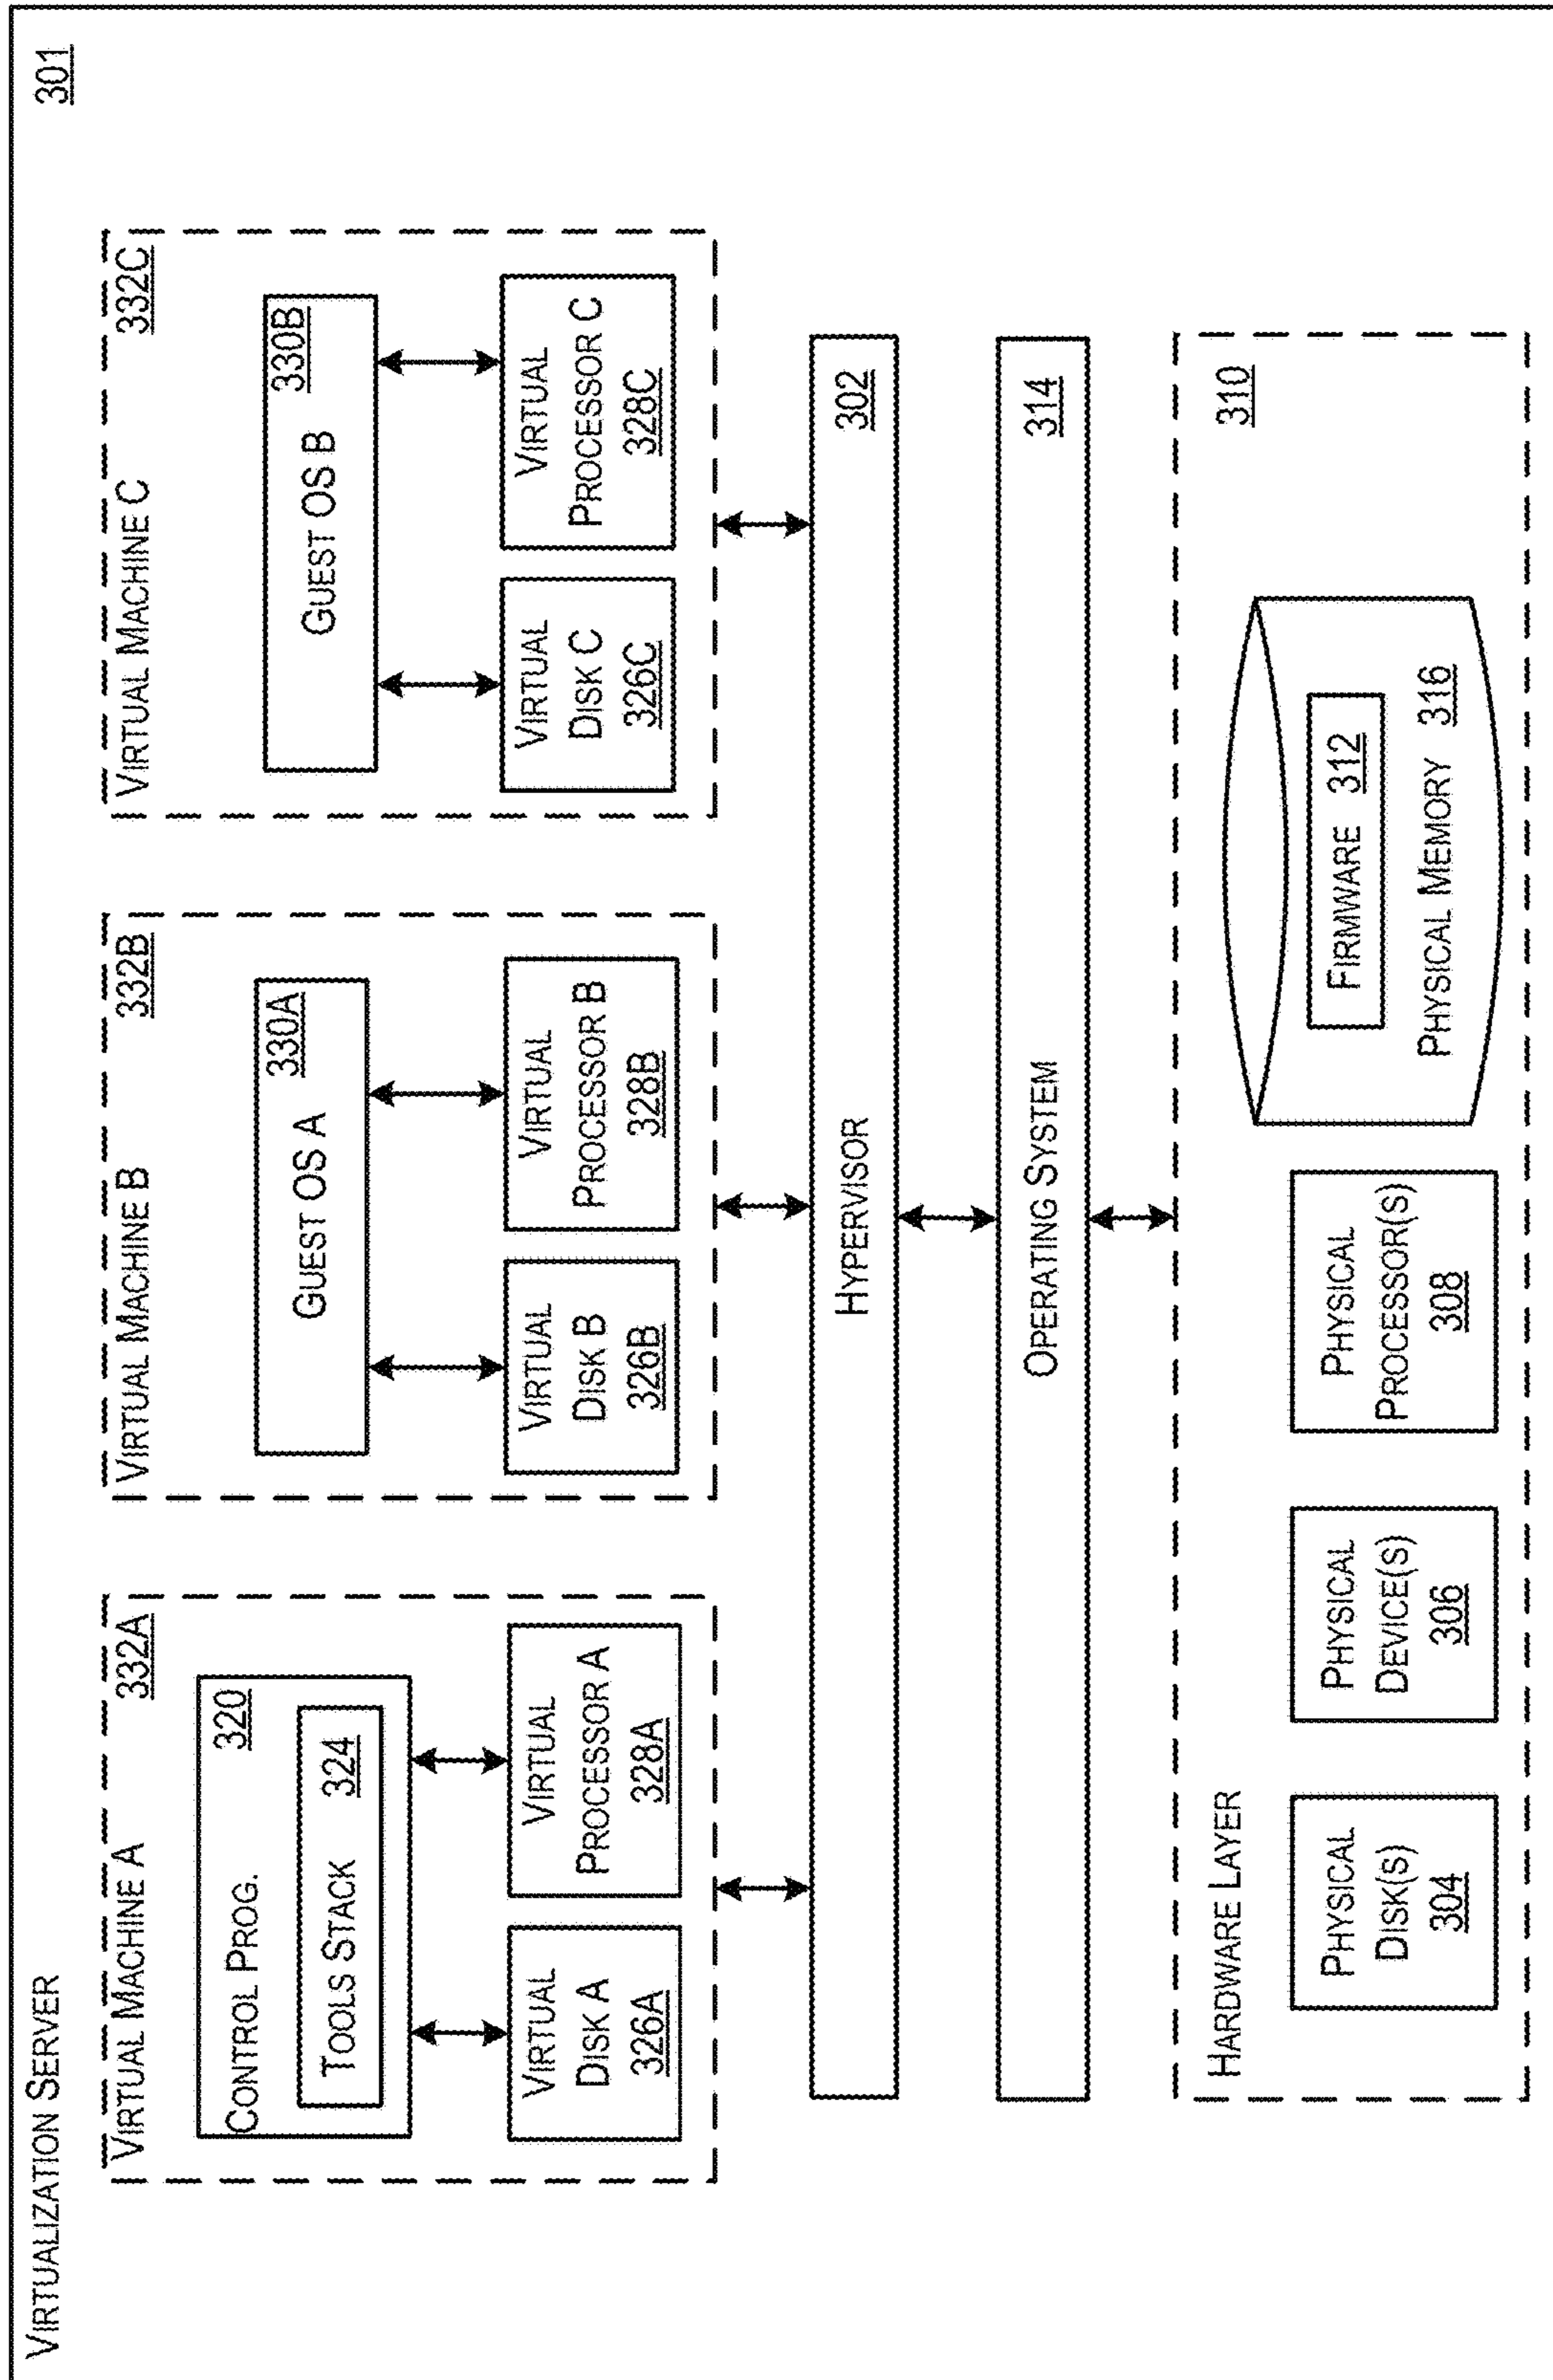 VIRTUALIZATION SERVER
301
VIRTUAL MACHINE A
332A
CONTROL PROG.
320
TOOLS STACK
324
VIRTUAL
DISK A
326A
VIRTUAL
PROCESSOR A
328A
VIRTUAL MACHINE B
332B
GUEST OS A
330A
VIRTUAL
DISK B
326B
VIRTUAL
PROCESSOR B
328B
VIRTUAL MACHINE C
332C
GUEST OS B
330B
VIRTUAL
DISK C
326C
VIRTUAL
PROCESSOR C
328C
HYPERVISOR
302
OPERATING SYSTEM
314
HARDWARE LAYER
310
PHYSICAL
DISK(S)
304
PHYSICAL
DEVICE(S)
306
PHYSICAL
PROCESSOR(S)
308
FIRMWARE 312
PHYSICAL MEMORY 316